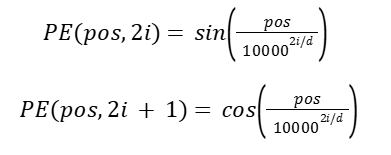 PE(pos, 2i) = sin(pos / 10000^(2i/d))
PE(pos, 2i + 1) = cos(pos / 10000^(2i/d))